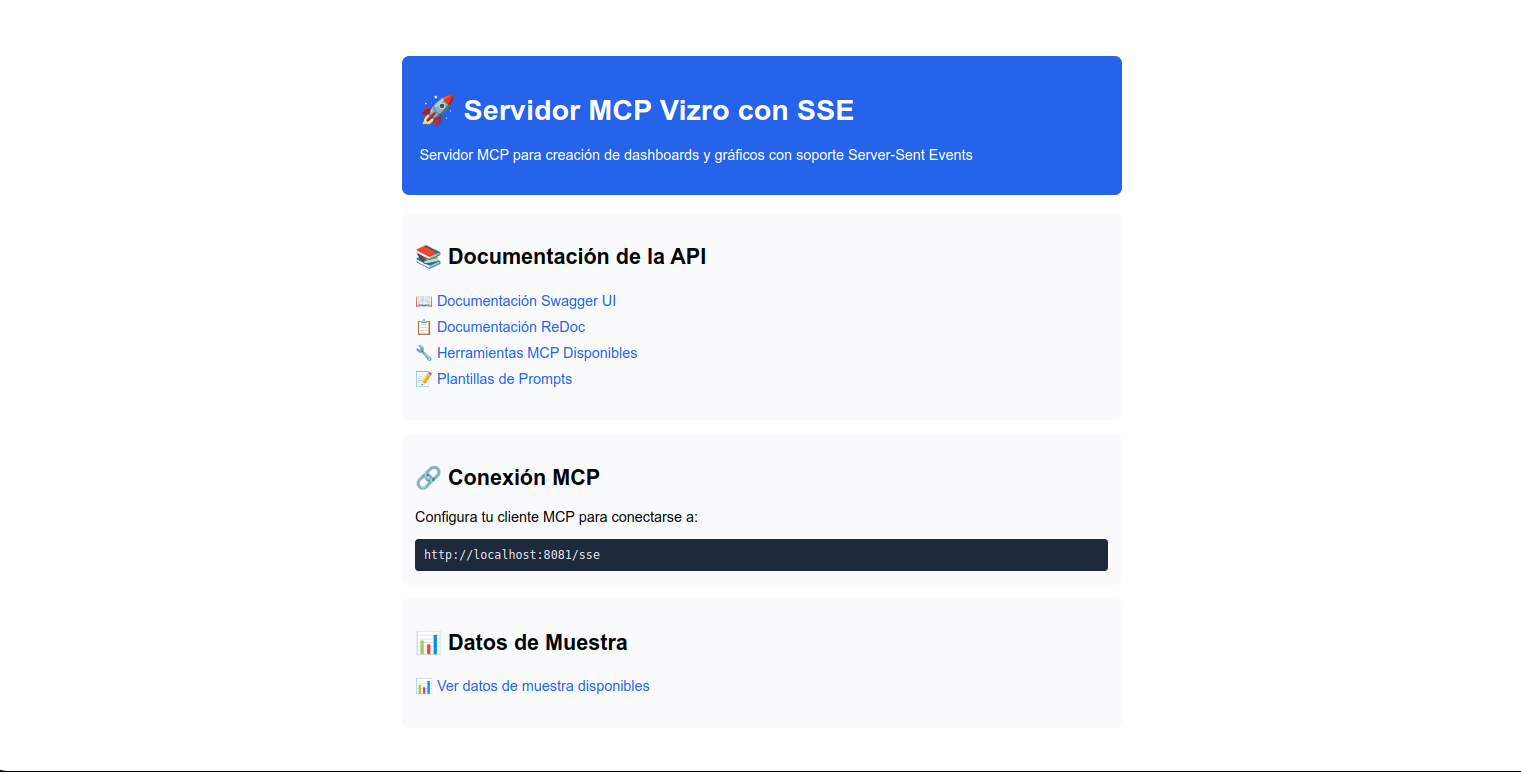 🚀 Servidor MCP Vizro con SSE
Servidor MCP para creación de dashboards y gráficos con soporte Server-Sent Events
📚 Documentación de la API
📖 Documentación Swagger UI
📋 Documentación ReDoc
🔧 Herramientas MCP Disponibles
📝 Plantillas de Prompts
🔗 Conexión MCP
Configura tu cliente MCP para conectarse a:
http://localhost:8081/sse
📊 Datos de Muestra
📊 Ver datos de muestra disponibles